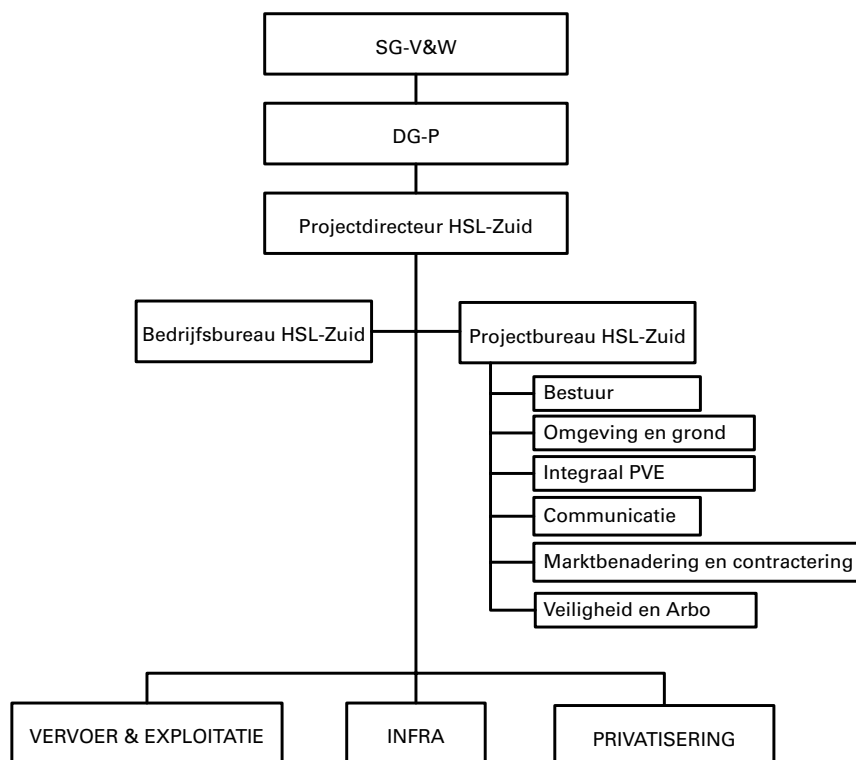 SG-V&W
DG-P
Projectdirecteur HSL-Zuid
Bedrijfsbureau HSL-Zuid
Projectbureau HSL-Zuid
Bestuur
Omgeving en grond
Integraal PVE
Communicatie
Marktbenadering en contractering
Veiligheid en Arbo
VERVOER & EXPLOITATIE
INFRA
PRIVATISERING